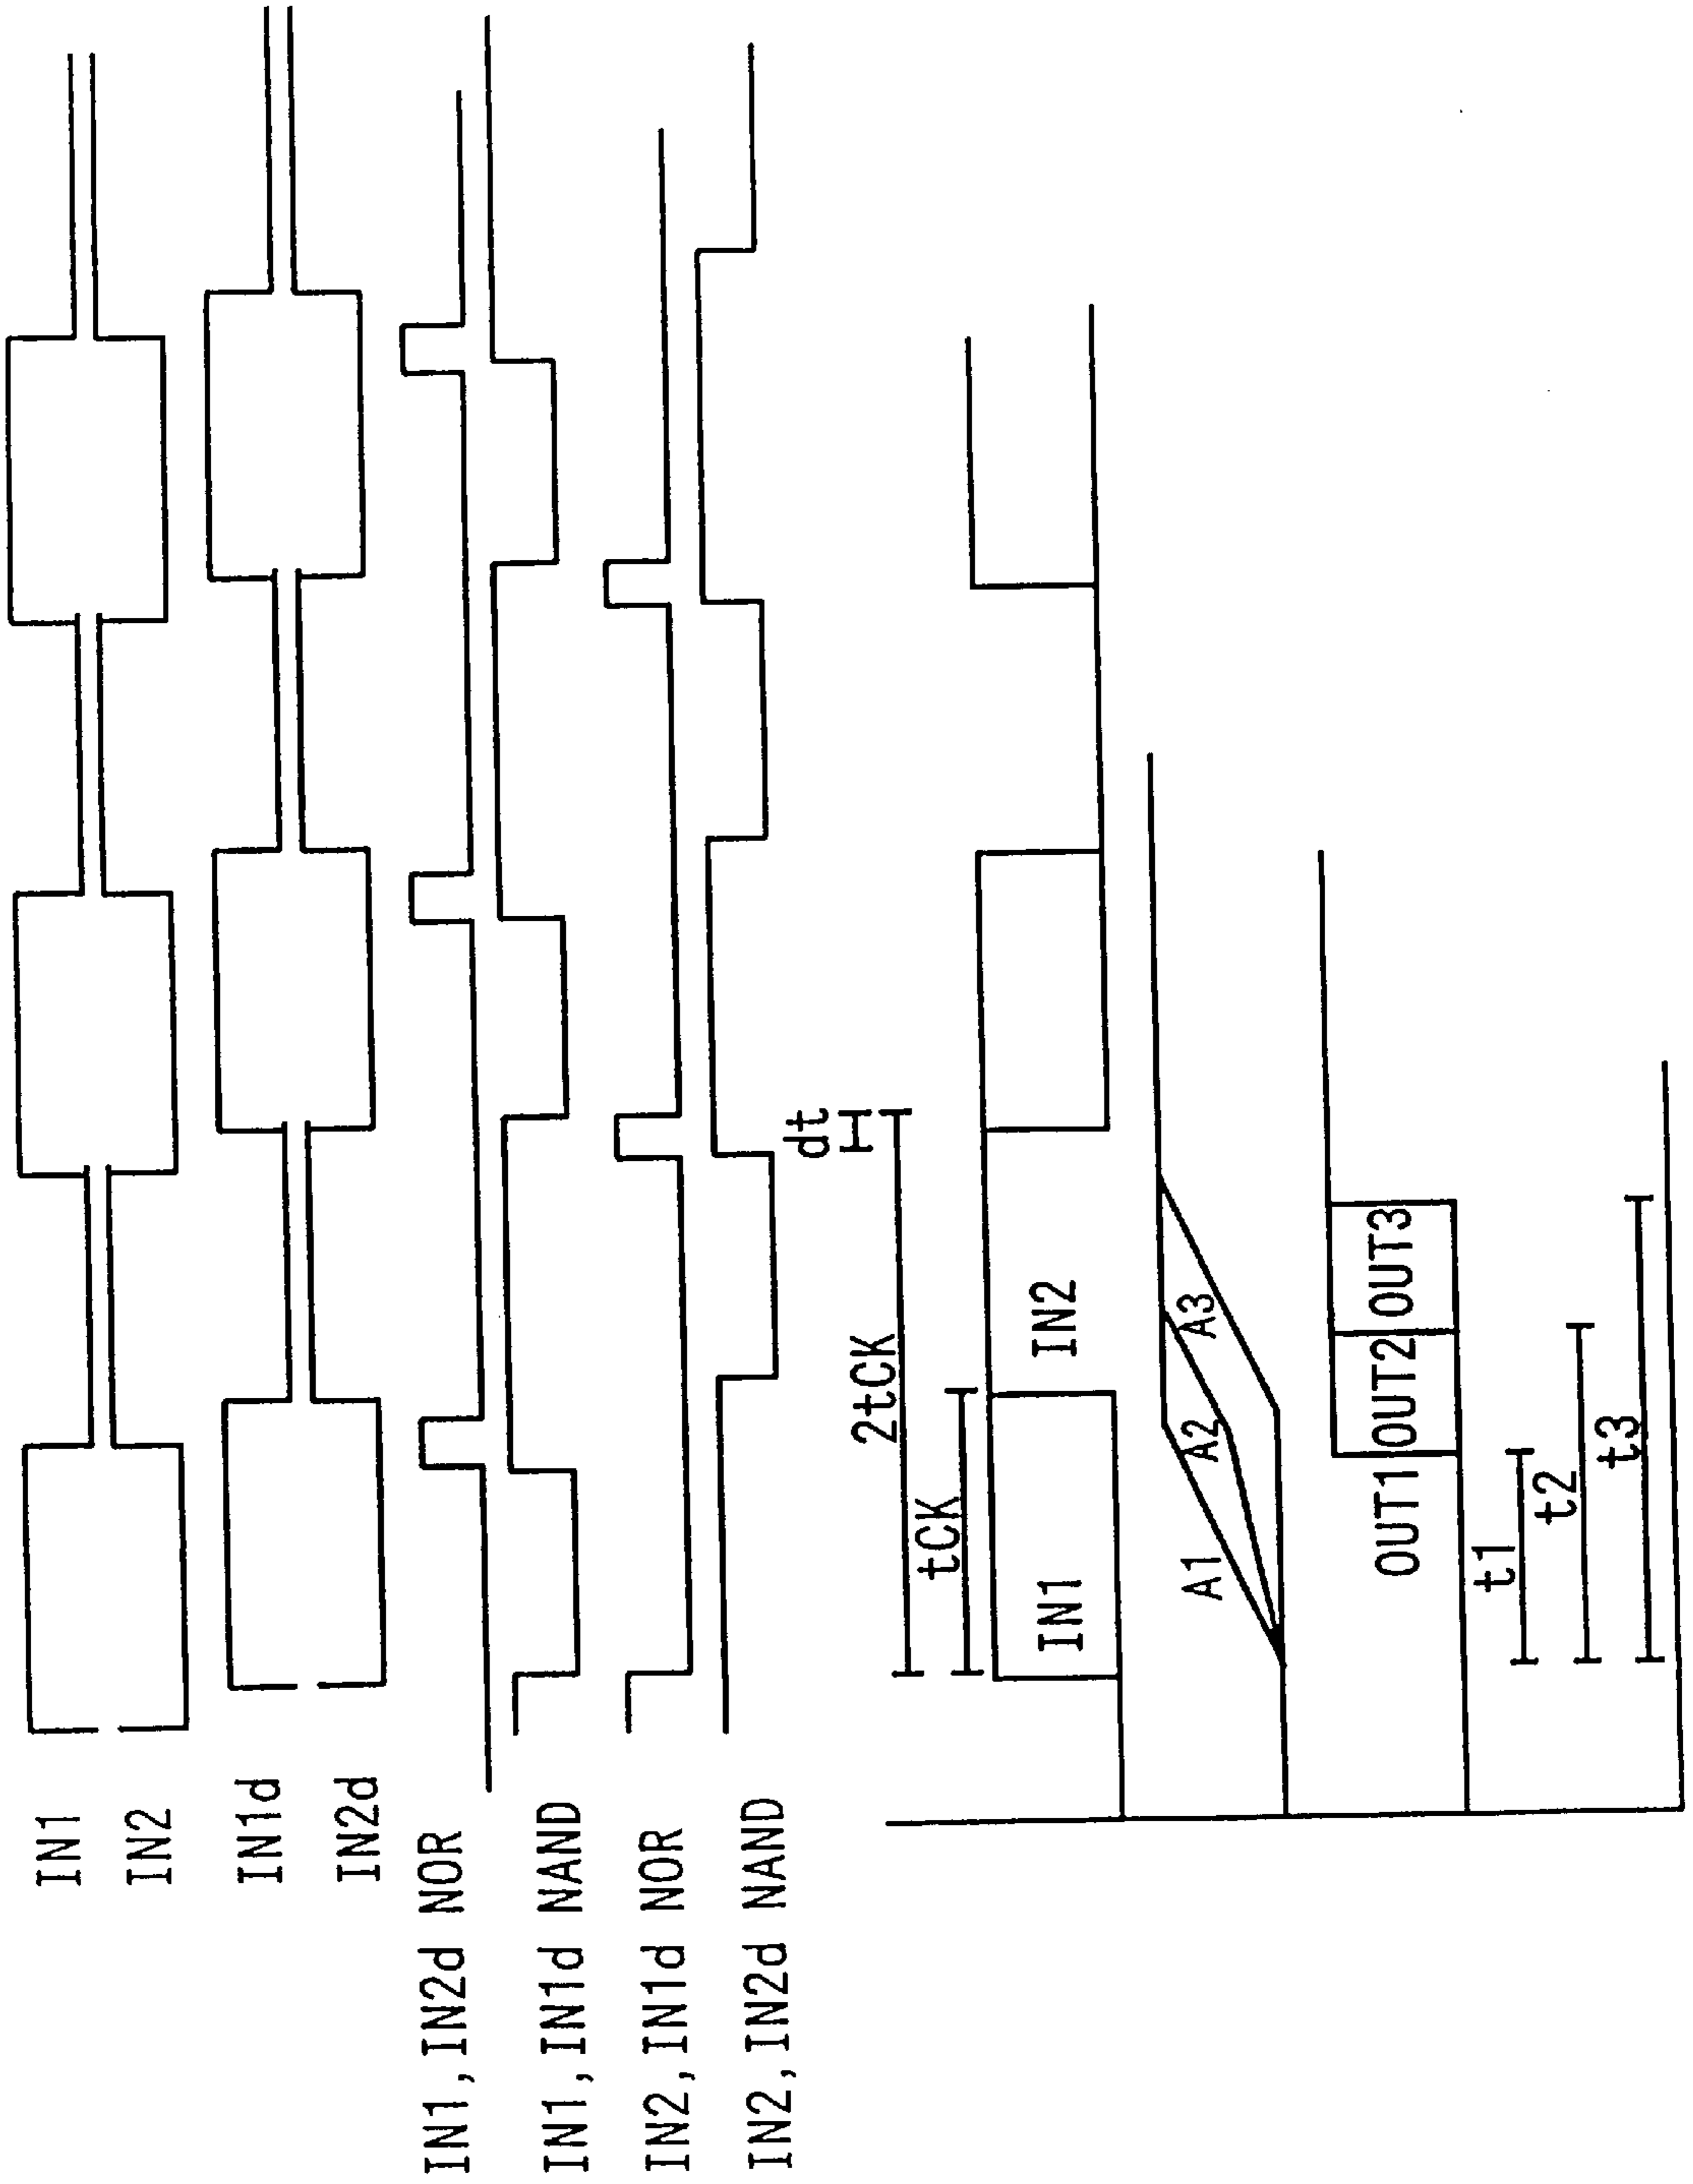 IN1
IN2
IN1d
IN2d
IN1,IN2d NOR
IN1,IN1d NAND
IN2,IN1d NOR
IN2,IN2d NAND
dt
2tCK
tCK
IN1
IN2
A1
A2
A3
OUT1
OUT2
OUT3
t1
t2
t3